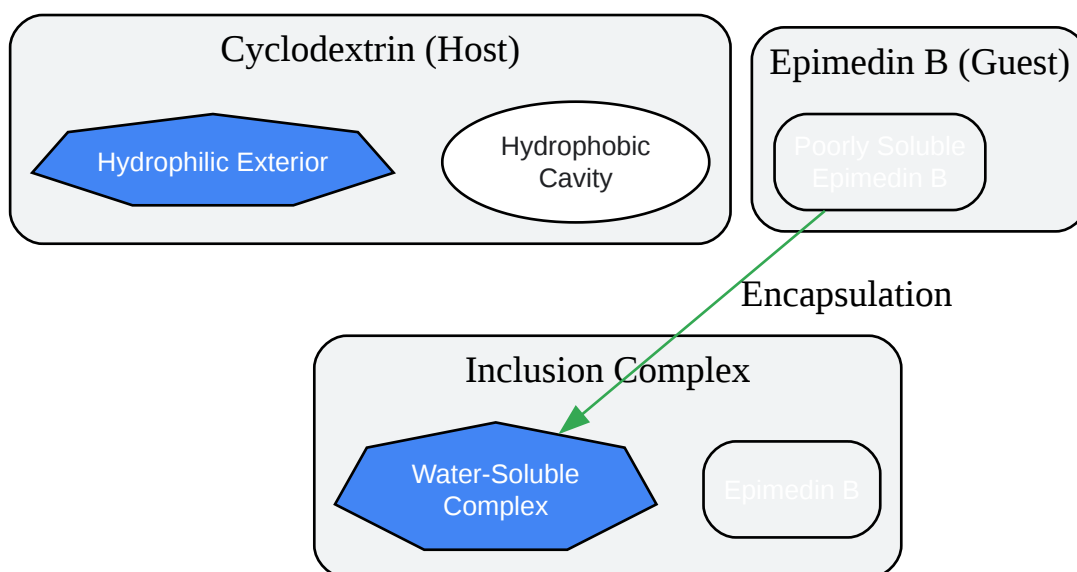 Cyclodextrin (Host)
Hydrophilic Exterior
Hydrophobic
Cavity
Epimedin B (Guest)
Poorly Soluble
Epimedin B
Encapsulation
Inclusion Complex
Water-Soluble
Complex
Epimedin B